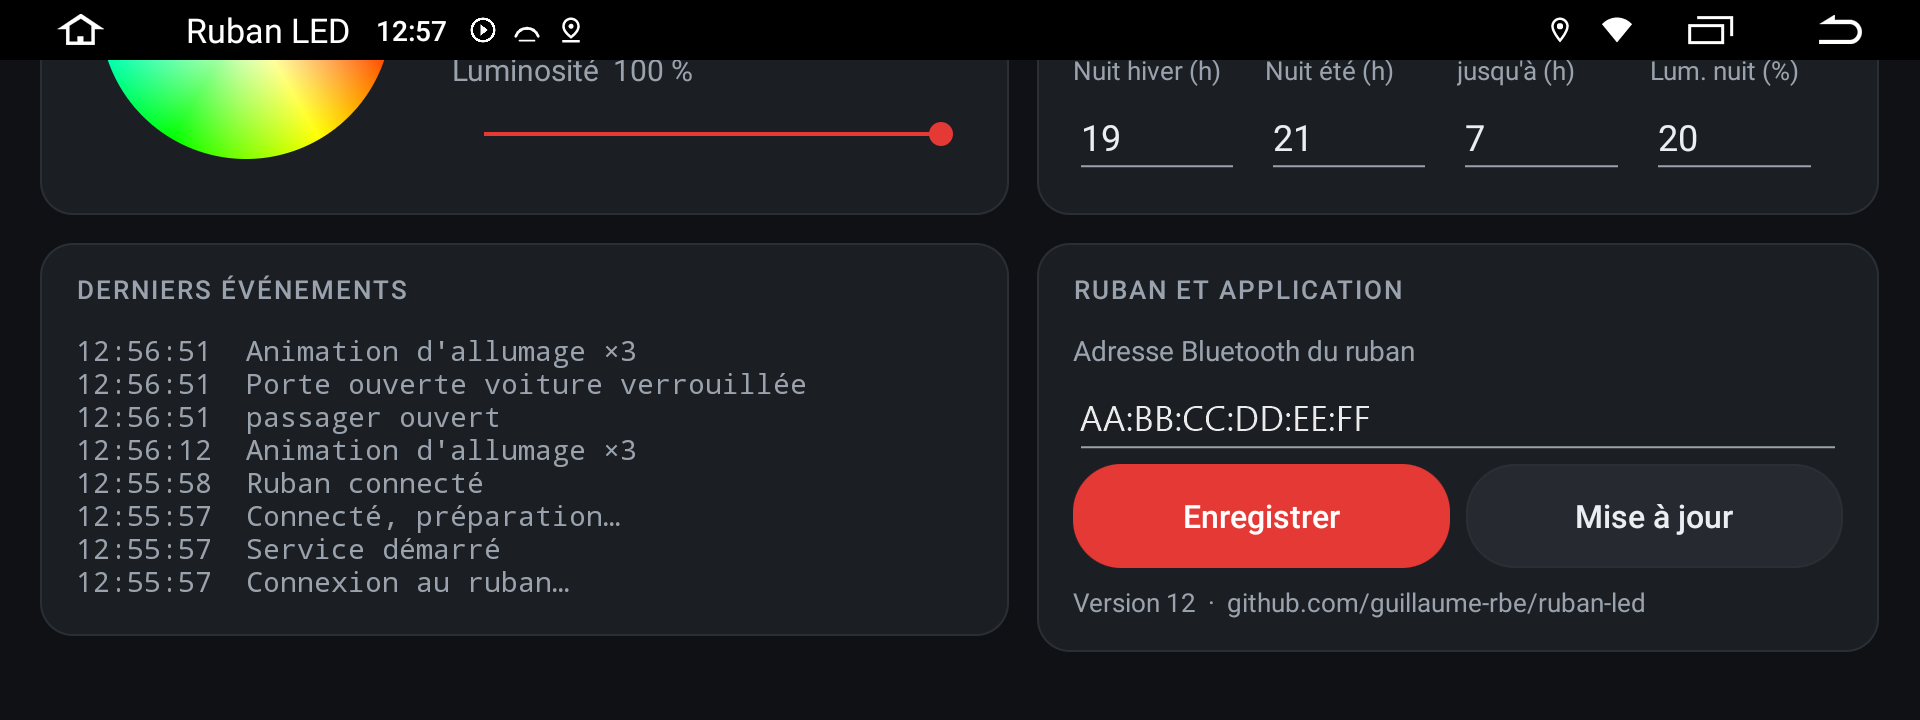 Ruban LED 12:57
Luminosité 100 %
Nuit hiver (h) Nuit été (h) jusqu'à (h) Lum. nuit (%)
19 21 7 20
DERNIERS ÉVÉNEMENTS
12:56:51 Animation d'allumage ×3
12:56:51 Porte ouverte voiture verrouillée
12:56:51 passager ouvert
12:56:12 Animation d'allumage ×3
12:55:58 Ruban connecté
12:55:57 Connecté, préparation…
12:55:57 Service démarré
12:55:57 Connexion au ruban…
RUBAN ET APPLICATION
Adresse Bluetooth du ruban
AA:BB:CC:DD:EE:FF
Enregistrer Mise à jour
Version 12 · github.com/guillaume-rbe/ruban-led